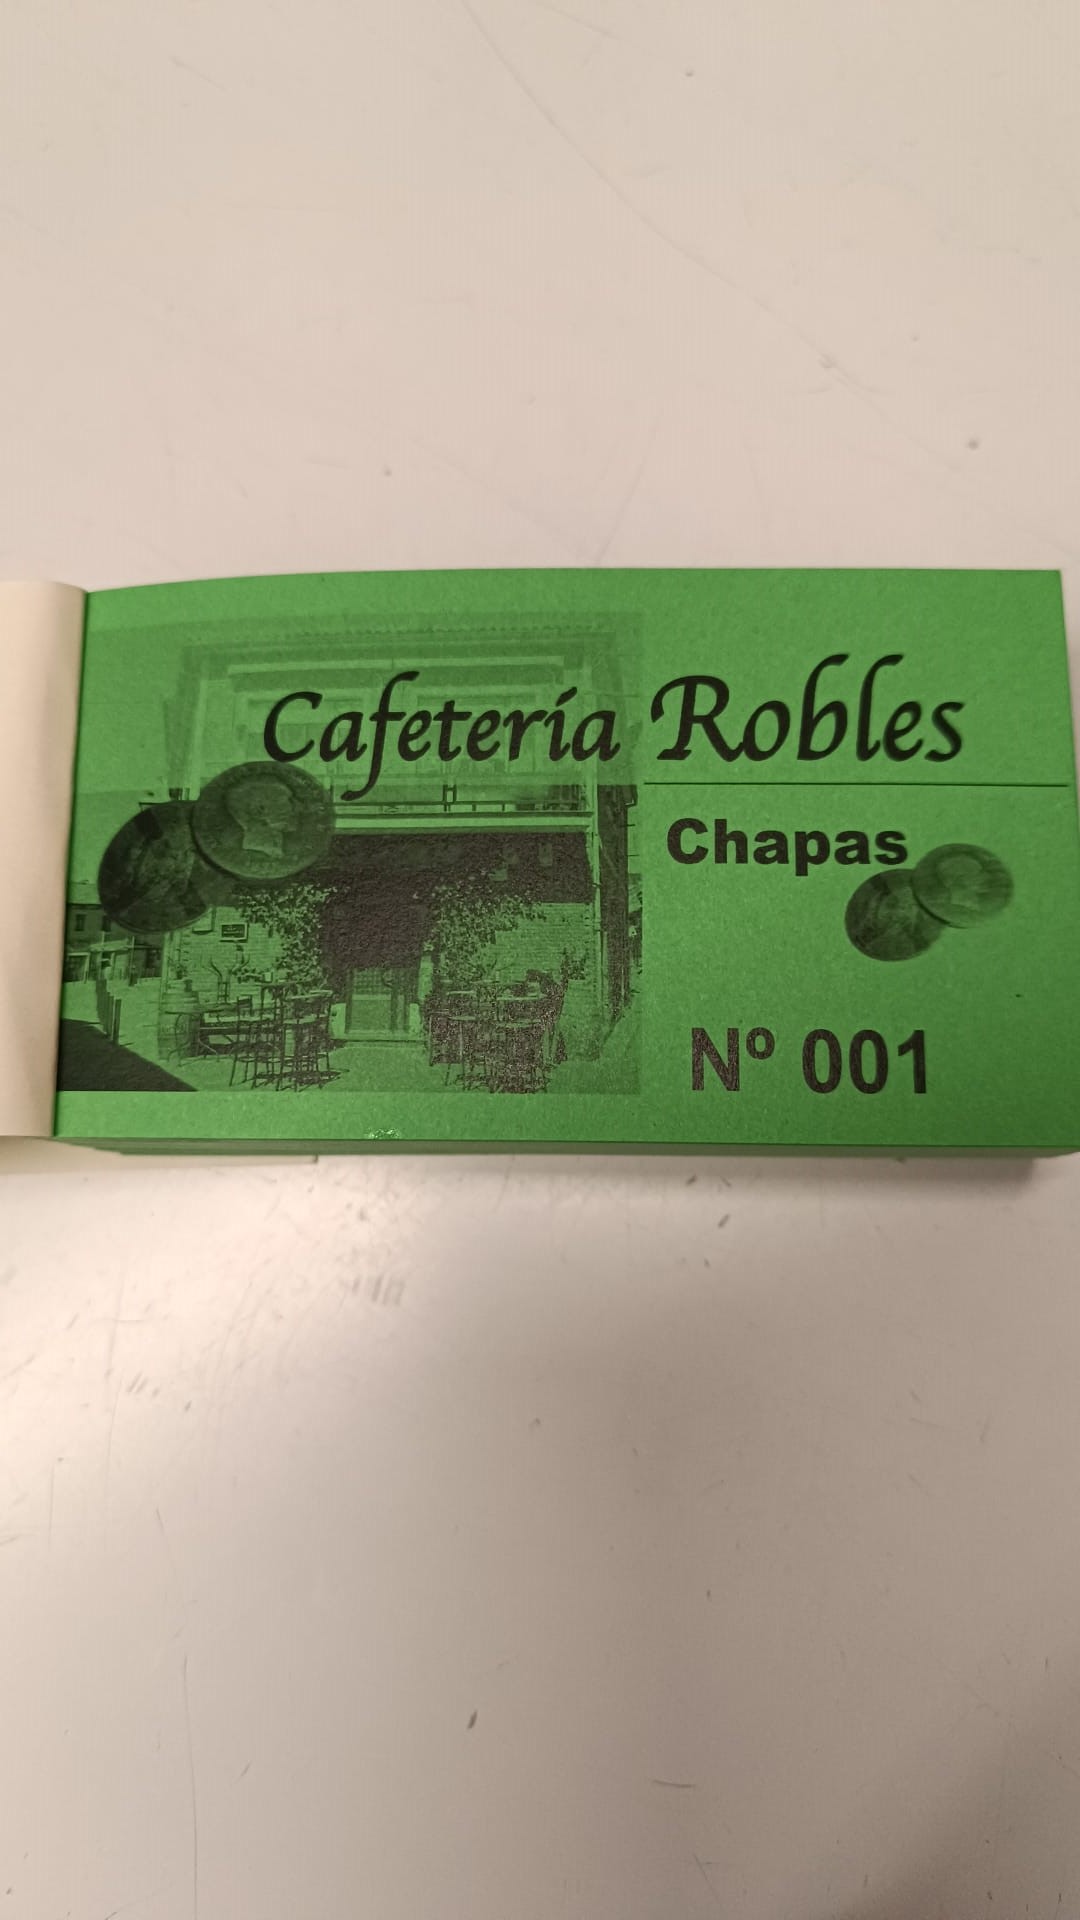 Cafetería Robles
Chapas
Nº 001